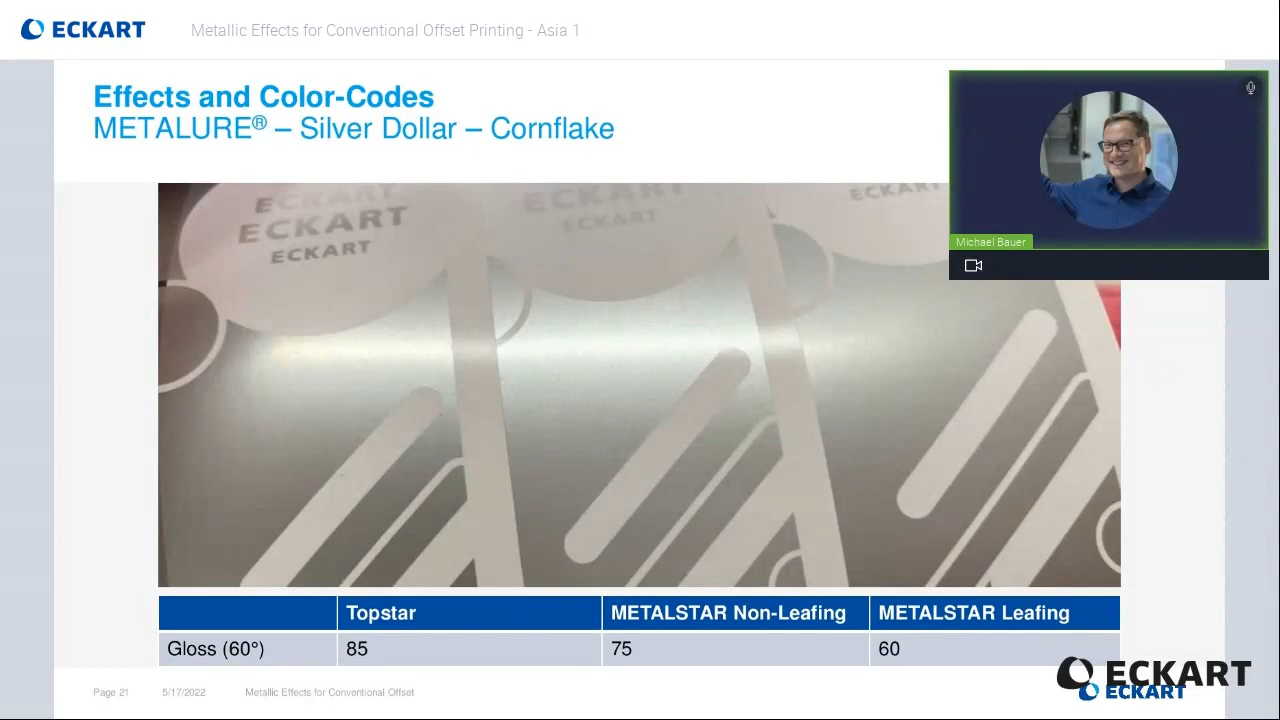 ECKART
Metallic Effects for Conventional Offset Printing - Asia 1
Effects and Color-Codes
METALURE® – Silver Dollar – Cornflake
Michael Bauer
ECKART
ECKART
ECKART
ECKART
ECKART
ECKART
Topstar METALSTAR Non-Leafing METALSTAR Leafing
Gloss (60°) 85 75 60
Page 21 5/17/2022 Metallic Effects for Conventional Offset
ECKART
ECKART